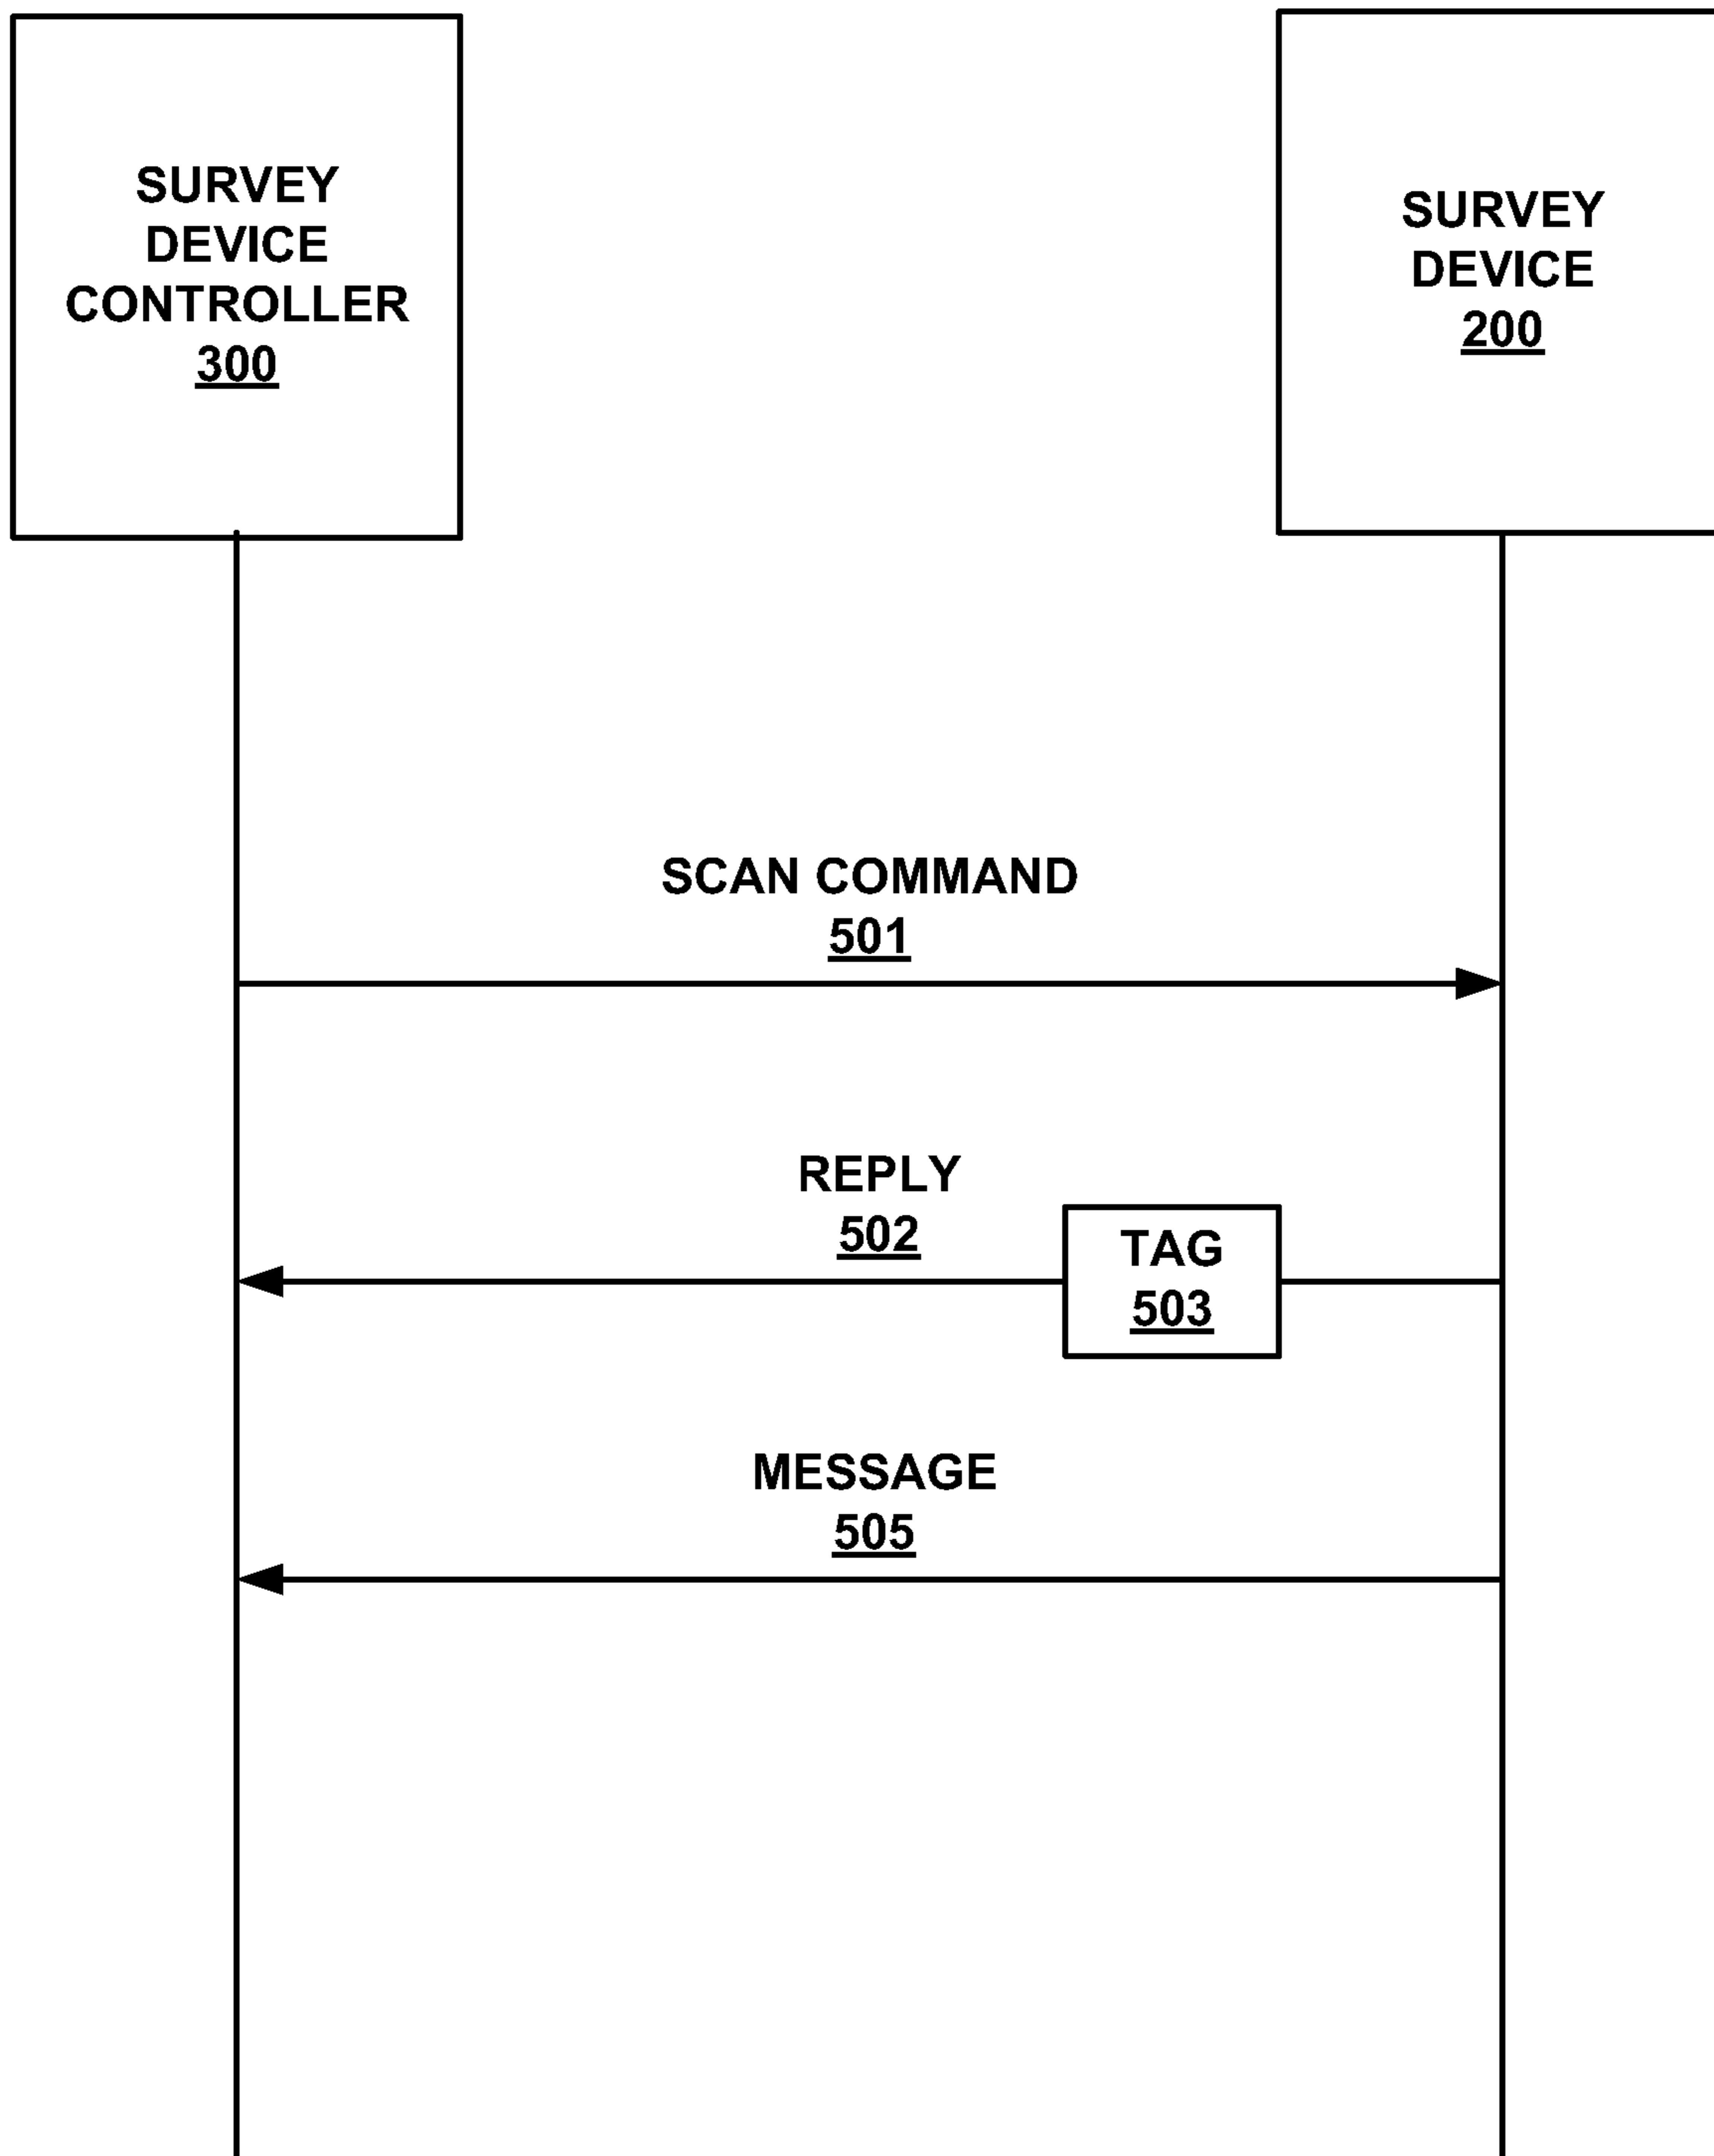 SURVEY
DEVICE
CONTROLLER
300
SURVEY
DEVICE
200
SCAN COMMAND
501
REPLY
502
TAG
503
MESSAGE
505